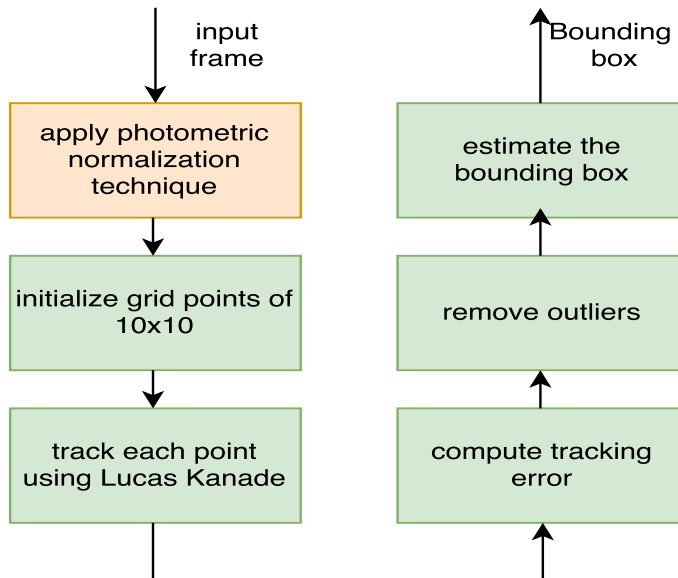 input
frame
apply photometric
normalization
technique
initialize grid points of
10x10
track each point
using Lucas Kanade
compute tracking
error
remove outliers
estimate the
bounding box
Bounding
box